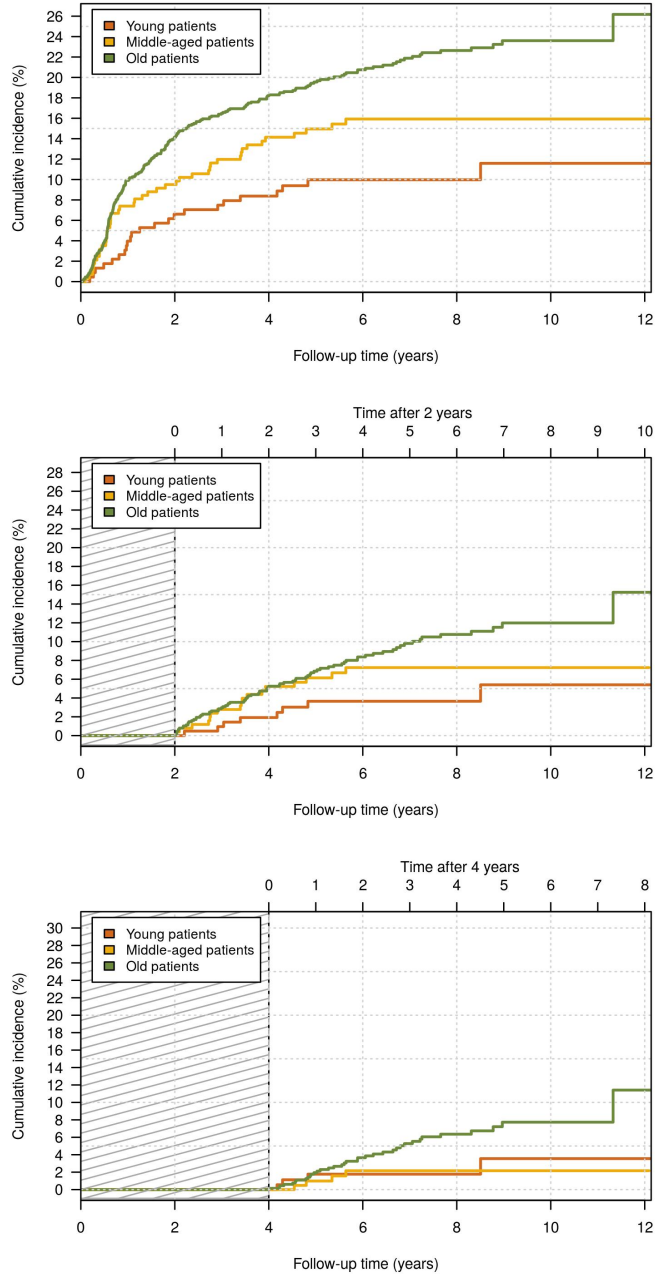 26
24
22
20
18
16
14
12
10
8
6
4
2
0
Cumulative incidence (%)
Young patients
Middle-aged patients
Old patients
0 2 4 6 8 10 12
Follow-up time (years)
Time after 2 years
0 1 2 3 4 5 6 7 8 9 10
28
26
24
22
20
18
16
14
12
10
8
6
4
2
0
Cumulative incidence (%)
Young patients
Middle-aged patients
Old patients
0 2 4 6 8 10 12
Follow-up time (years)
Time after 4 years
0 1 2 3 4 5 6 7 8
30
28
26
24
22
20
18
16
14
12
10
8
6
4
2
0
Cumulative incidence (%)
Young patients
Middle-aged patients
Old patients
0 2 4 6 8 10 12
Follow-up time (years)